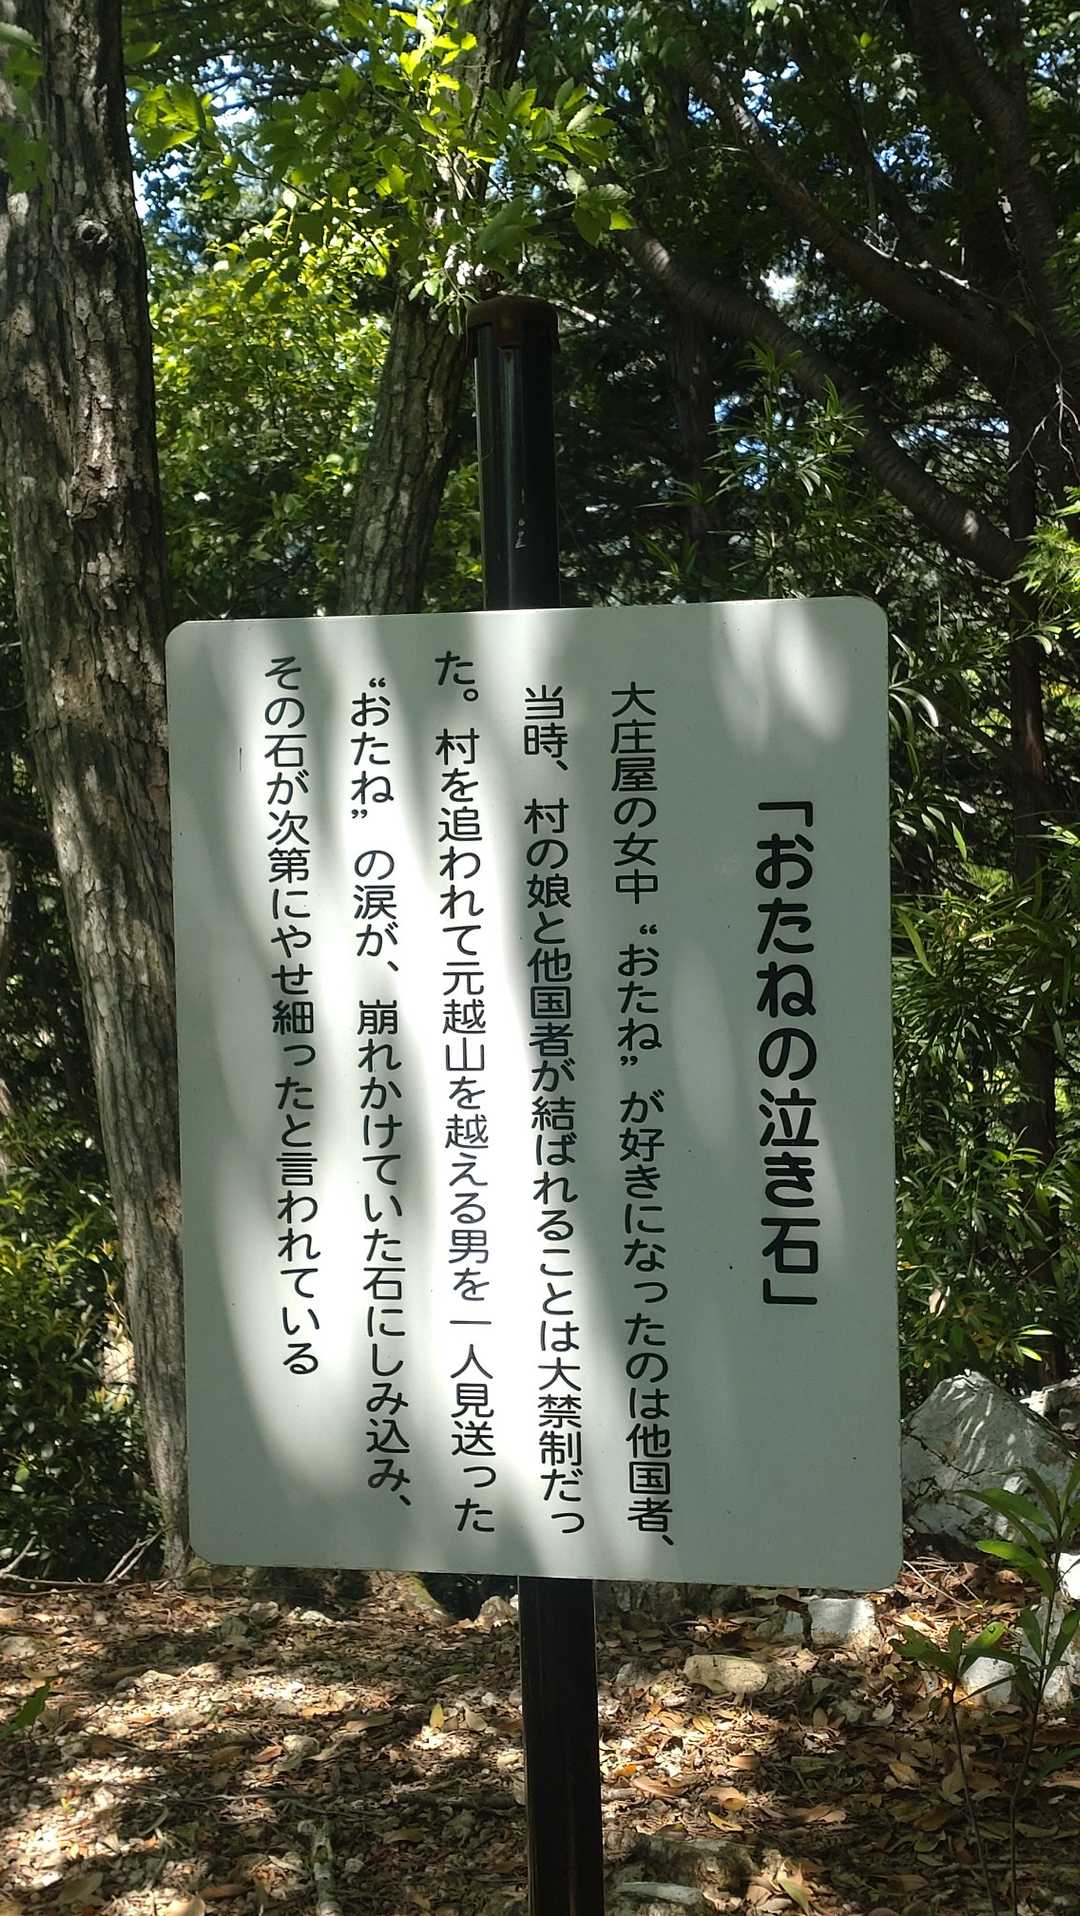 「おたねの泣き石」
大庄屋の女中〝おたね〟が好きになったのは他国者、
当時、村の娘と他国者が結ばれることは大禁制だっ
た。村を追われて元越山を越える男を一人見送った
〝おたね〟の涙が、崩れかけていた石にしみ込み、
その石が次第にやせ細ったと言われている